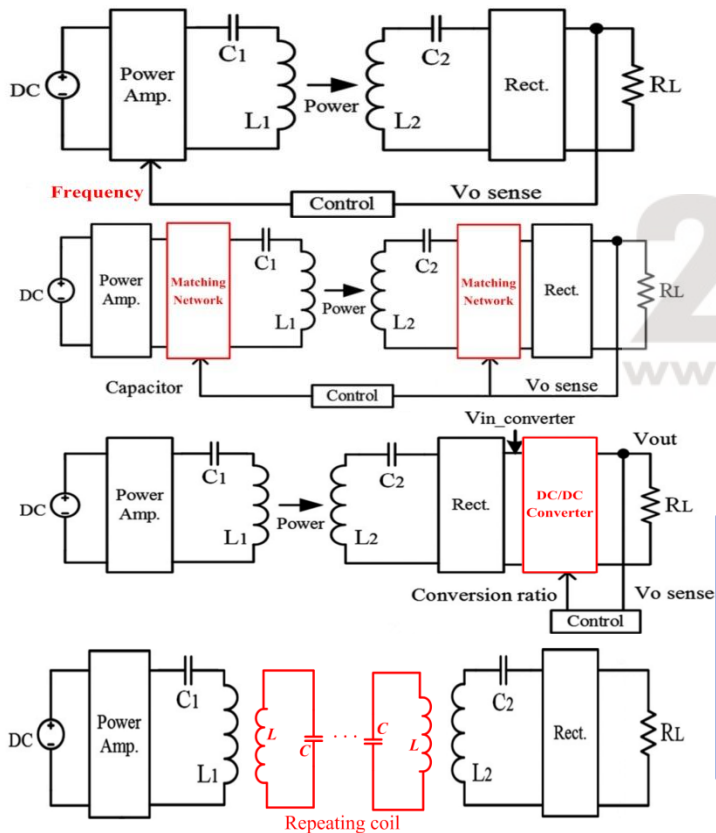 DC
Power
Amp.
C1
L1
Power
L2
C2
Rect.
RL
Frequency
Control
Vo sense
DC
Power
Amp.
Matching
Network
C1
L1
Power
L2
C2
Matching
Network
Rect.
RL
Capacitor
Control
Vo sense
2
ww
DC
Power
Amp.
C1
L1
Power
L2
C2
Rect.
Vin_converter
DC/DC
Converter
Vout
RL
Conversion ratio
Vo sense
Control
DC
Power
Amp.
C1
L1
L
C
...
C
L
L2
C2
Rect.
RL
Repeating coil